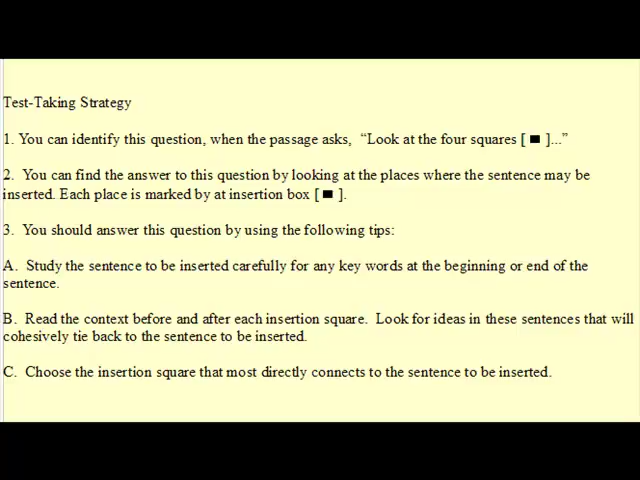 Test-Taking Strategy
1. You can identify this question, when the passage asks, “Look at the four squares [ ■ ]...”
2. You can find the answer to this question by looking at the places where the sentence may be
inserted. Each place is marked by at insertion box [ ■ ].
3. You should answer this question by using the following tips:
A. Study the sentence to be inserted carefully for any key words at the beginning or end of the
sentence.
B. Read the context before and after each insertion square. Look for ideas in these sentences that will
cohesively tie back to the sentence to be inserted.
C. Choose the insertion square that most directly connects to the sentence to be inserted.